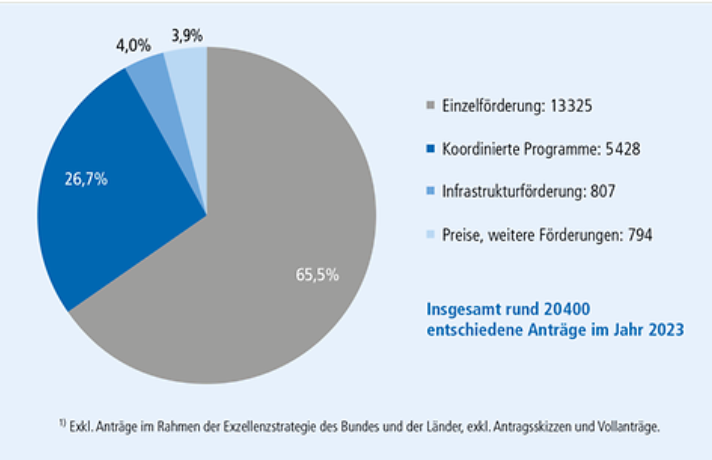 4,0%
3,9%
26,7%
65,5%
Einzelförderung: 13325
Koordinierte Programme: 5428
Infrastrukturförderung: 807
Preise, weitere Förderungen: 794
Insgesamt rund 20400
entschiedene Anträge im Jahr 2023
1) Exkl. Anträge im Rahmen der Exzellenzstrategie des Bundes und der Länder, exkl. Antragsskizzen und Vollanträge.